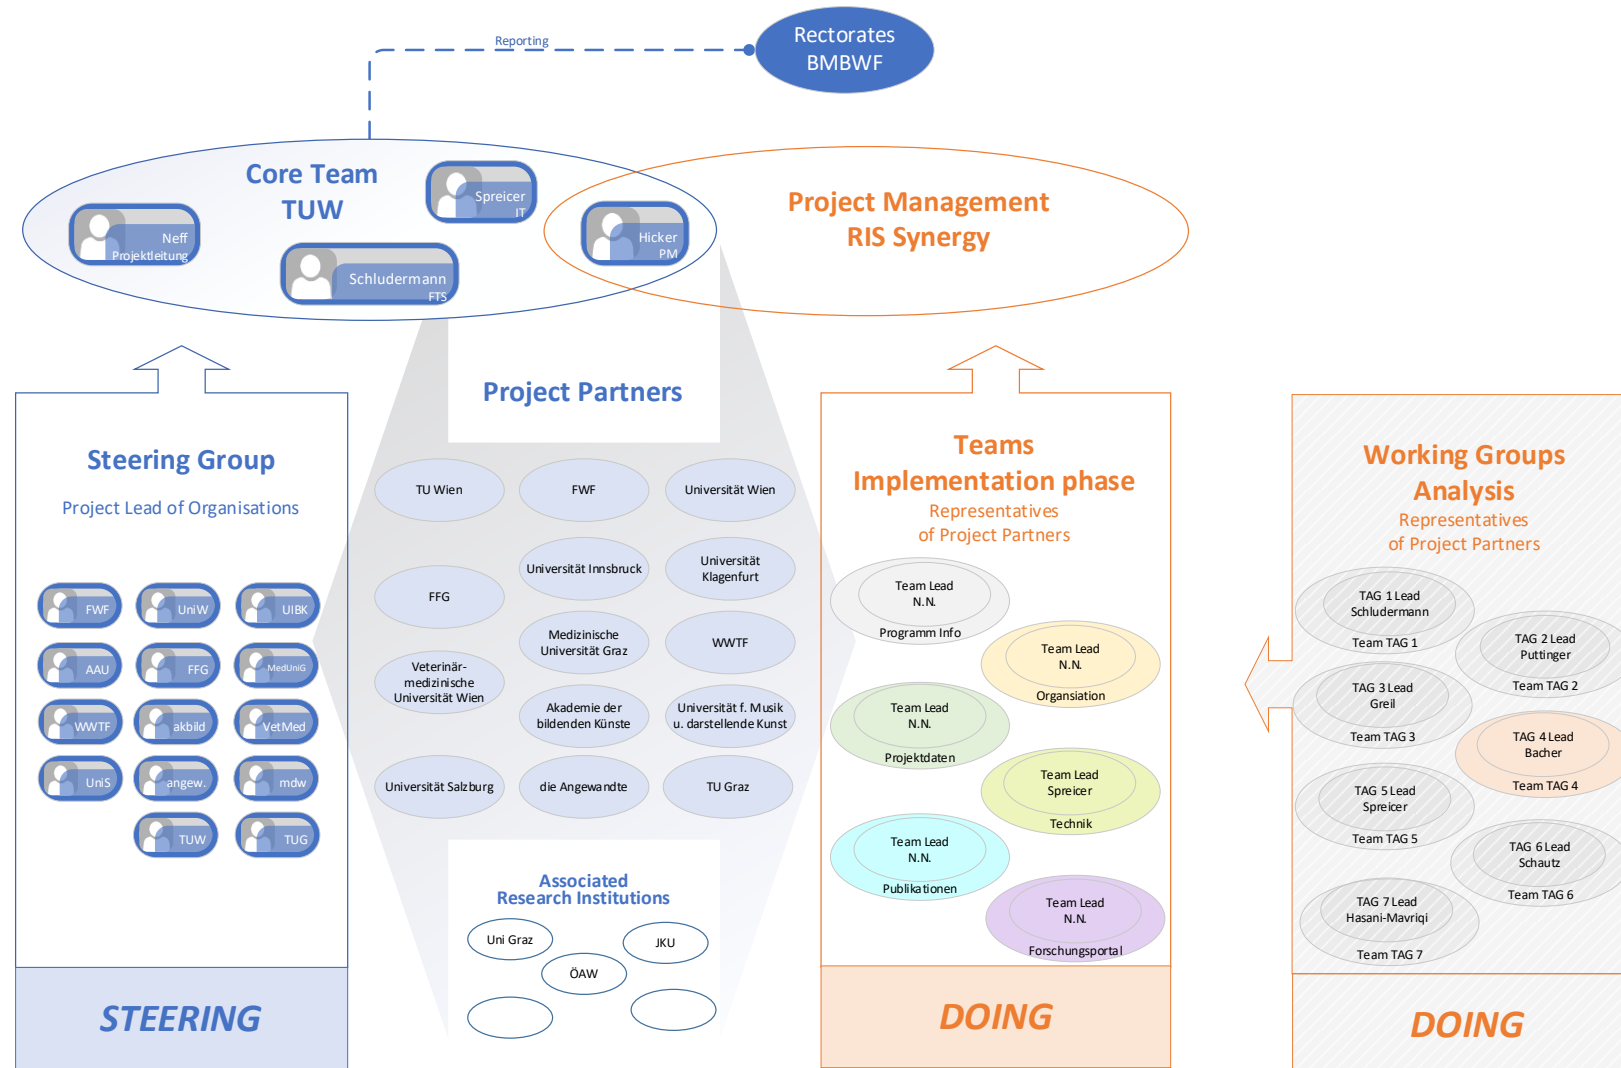 Reporting
Rectorates
BMBWF
Core Team
TUW
Neff
Projektleitung
Spreicer
IT
Schludermann
FTS
Hicker
PM
Project Management
RIS Synergy
Steering Group
Project Lead of Organisations
FWF
UniW
UIBK
AAU
FFG
MedUniG
WWTF
akbild
VetMed
UniS
angew.
mdw
TUW
TUG
STEERING
Project Partners
TU Wien
FWF
Universität Wien
FFG
Universität Innsbruck
Universität
Klagenfurt
Medizinische
Universität Graz
WWTF
Veterinär-
medizinische
Universität Wien
Akademie der
bildenden Künste
Universität f. Musik
u. darstellende Kunst
Universität Salzburg
die Angewandte
TU Graz
Associated
Research Institutions
Uni Graz
JKU
ÖAW
Teams
Implementation phase
Representatives
of Project Partners
Team Lead
N.N.
Programm Info
Team Lead
N.N.
Organsiation
Team Lead
N.N.
Projektdaten
Team Lead
Spreicer
Technik
Team Lead
N.N.
Publikationen
Team Lead
N.N.
Forschungsportal
DOING
Working Groups
Analysis
Representatives
of Project Partners
TAG 1 Lead
Schludermann
Team TAG 1
TAG 2 Lead
Puttinger
Team TAG 2
TAG 3 Lead
Greil
Team TAG 3
TAG 4 Lead
Bacher
Team TAG 4
TAG 5 Lead
Spreicer
Team TAG 5
TAG 6 Lead
Schautz
Team TAG 6
TAG 7 Lead
Hasani-Mavriqi
Team TAG 7
DOING